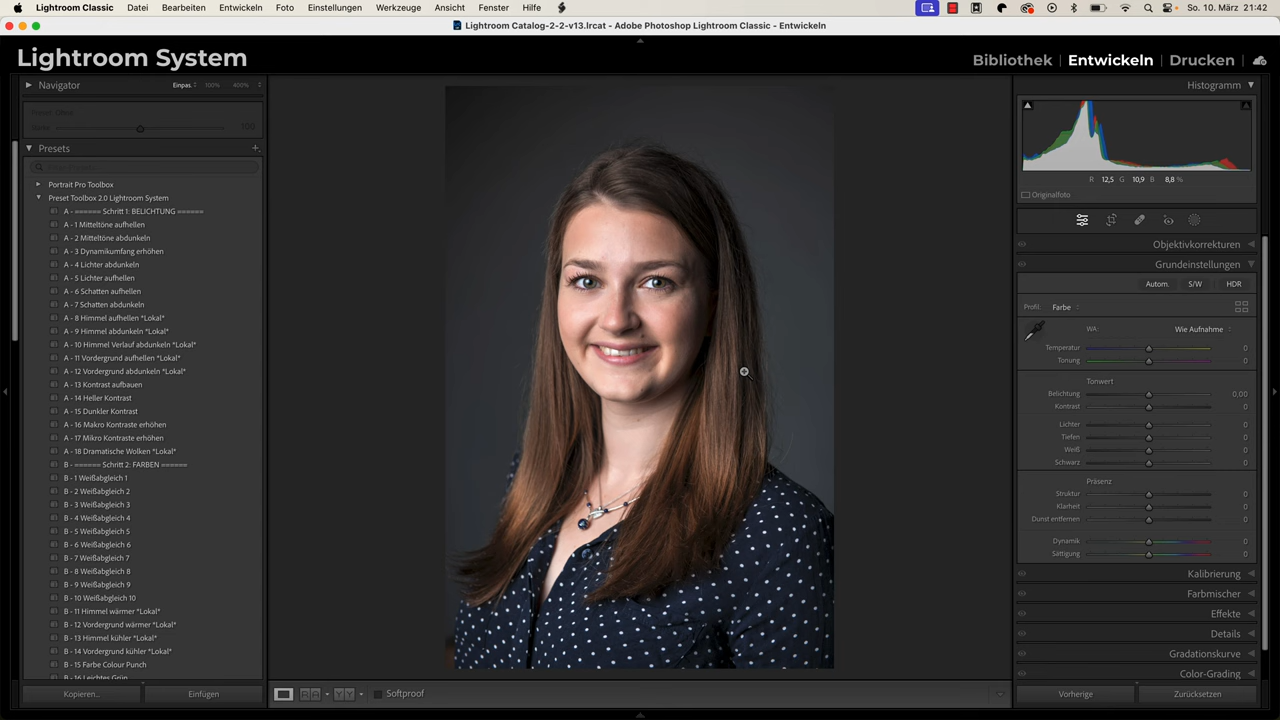 Lightroom Classic Datei Bearbeiten Entwickeln Foto Einstellungen Werkzeuge Ansicht Fenster Hilfe So. 10. März 21:42
Lightroom Catalog-2-2-v13.lrcat - Adobe Photoshop Lightroom Classic - Entwickeln
Lightroom System
Bibliothek | Entwickeln | Drucken
Navigator Einpas. 100% 400%
100
Presets
Portrait Pro Toolbox
Preset Toolbox 2.0 Lightroom System
A - ====== Schritt 1: BELICHTUNG ======
A - 1 Mitteltöne aufhellen
A - 2 Mitteltöne abdunkeln
A - 3 Dynamikumfang erhöhen
A - 4 Lichter abdunkeln
A - 5 Lichter aufhellen
A - 6 Schatten aufhellen
A - 7 Schatten abdunkeln
A - 8 Himmel aufhellen *Lokal*
A - 9 Himmel abdunkeln *Lokal*
A - 10 Himmel Verlauf abdunkeln *Lokal*
A - 11 Vordergrund aufhellen *Lokal*
A - 12 Vordergrund abdunkeln *Lokal*
A - 13 Kontrast aufbauen
A - 14 Heller Kontrast
A - 15 Dunkler Kontrast
A - 16 Makro Kontraste erhöhen
A - 17 Mikro Kontraste erhöhen
A - 18 Dramatische Wolken *Lokal*
B - ====== Schritt 2: FARBEN ======
B - 1 Weißabgleich 1
B - 2 Weißabgleich 2
B - 3 Weißabgleich 3
B - 4 Weißabgleich 4
B - 5 Weißabgleich 5
B - 6 Weißabgleich 6
B - 7 Weißabgleich 7
B - 8 Weißabgleich 8
B - 9 Weißabgleich 9
B - 10 Weißabgleich 10
B - 11 Himmel wärmer *Lokal*
B - 12 Vordergrund wärmer *Lokal*
B - 13 Himmel kühler *Lokal*
B - 14 Vordergrund kühler *Lokal*
B - 15 Farbe Colour Punch
B - 16 Leichtes Grün
Kopieren... Einfügen
Softproof
Histogramm
R 12,5 G 10,9 B 8,8 %
Originalfoto
Objektivkorrekturen
Grundeinstellungen
Autom. S/W HDR
Profil: Farbe
WA: Wie Aufnahme
Temperatur 0
Tonung 0
Tonwert
Belichtung 0,00
Kontrast 0
Lichter 0
Tiefen 0
Weiß 0
Schwarz 0
Präsenz
Struktur 0
Klarheit 0
Dunst entfernen 0
Dynamik 0
Sättigung 0
Kalibrierung
Farbmischer
Effekte
Details
Gradationskurve
Color-Grading
Vorherige Zurücksetzen